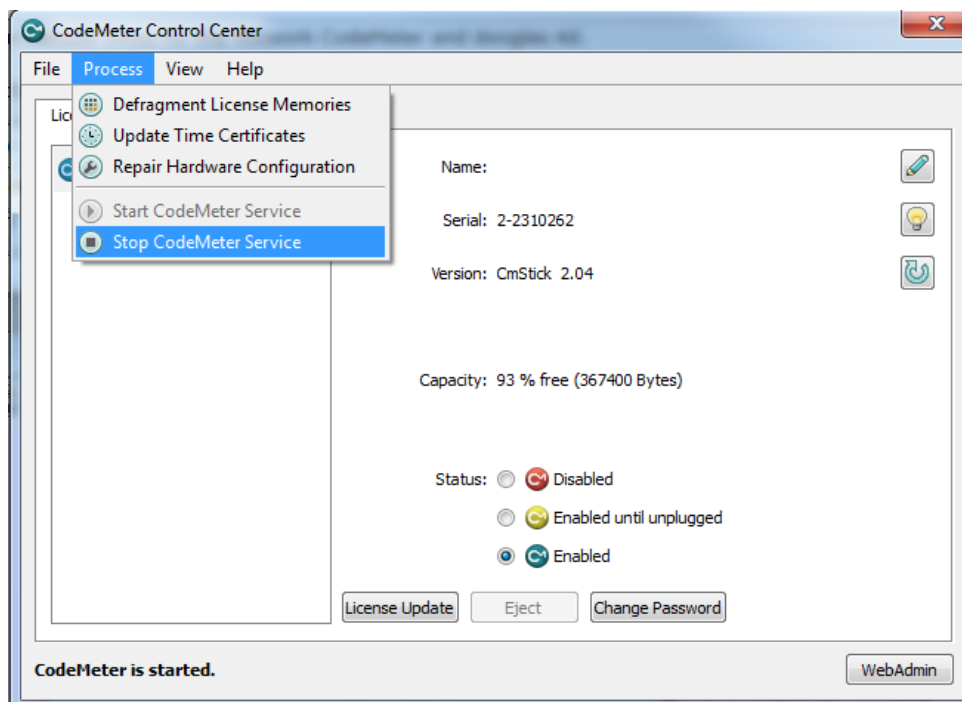 CodeMeter Control Center
File Process View Help
Defragment License Memories
Update Time Certificates
Repair Hardware Configuration
Start CodeMeter Service
Stop CodeMeter Service
Lic
Name:
Serial: 2-2310262
Version: CmStick 2.04
Capacity: 93 % free (367400 Bytes)
Status: Disabled
Enabled until unplugged
Enabled
License Update Eject Change Password
CodeMeter is started. WebAdmin